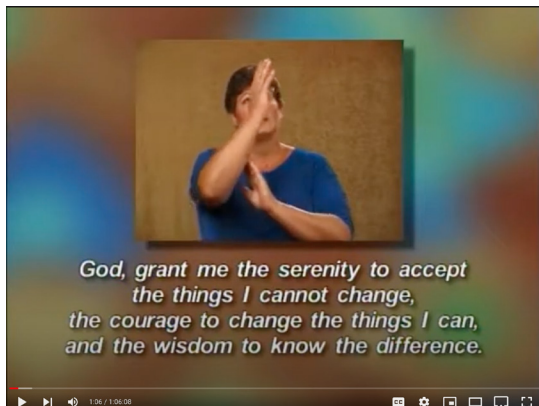 God, grant me the serenity to accept
the things I cannot change,
the courage to change the things I can,
and the wisdom to know the difference.
1:06 / 1:06:08
CC